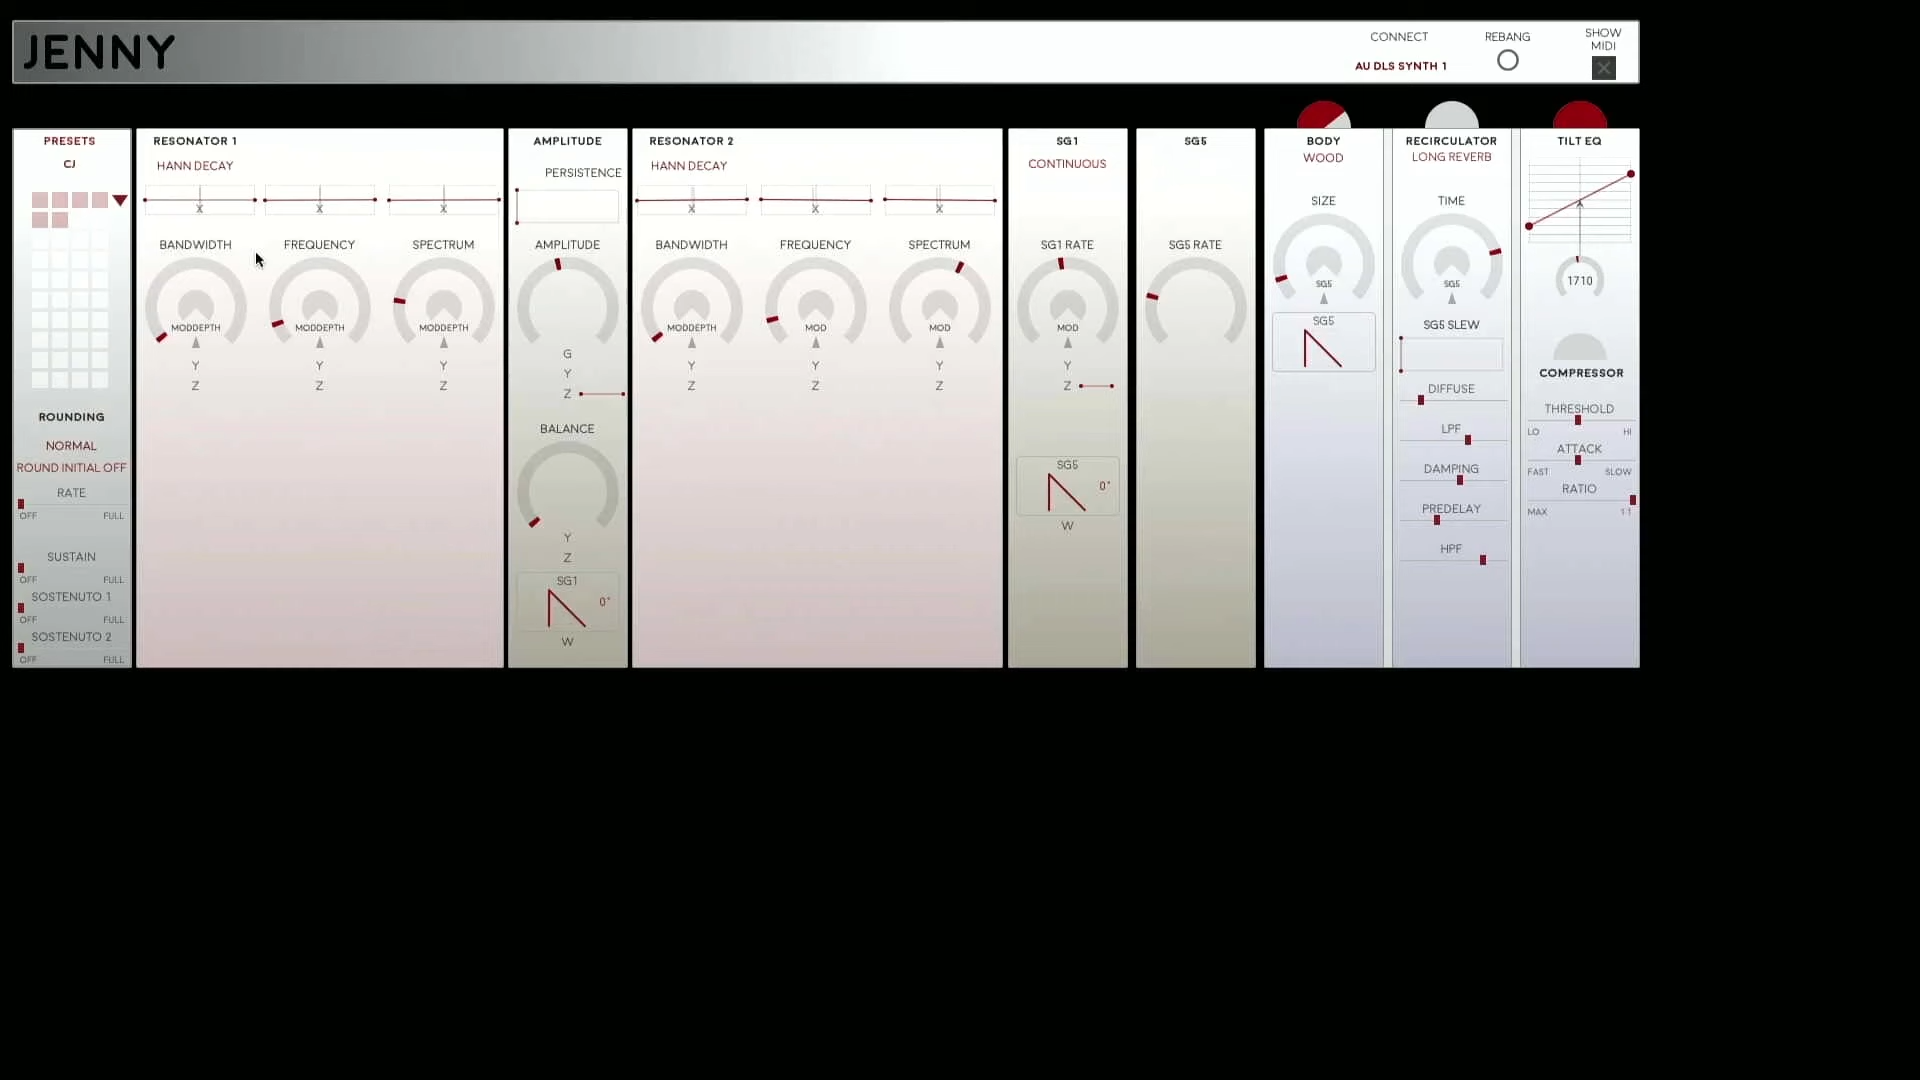 JENNY
CONNECT
AU DLS SYNTH 1
REBANG
SHOW
MIDI
PRESETS
CJ
ROUNDING
NORMAL
ROUND INITIAL OFF
RATE
OFF FULL
SUSTAIN
OFF FULL
SOSTENUTO 1
OFF FULL
SOSTENUTO 2
OFF FULL
RESONATOR 1
HANN DECAY
X X X
BANDWIDTH FREQUENCY SPECTRUM
MODDEPTH MODDEPTH MODDEPTH
Y Y Y
Z Z Z
AMPLITUDE
PERSISTENCE
AMPLITUDE
G
Y
Z
BALANCE
Y
Z
SG1
0°
W
RESONATOR 2
HANN DECAY
X X X
BANDWIDTH FREQUENCY SPECTRUM
MODDEPTH MOD MOD
Y Y Y
Z Z Z
SG1
CONTINUOUS
SG1 RATE
MOD
Y
Z
SG5
0°
W
SG5
SG5 RATE
BODY
WOOD
SIZE
SG5
SG5
RECIRCULATOR
LONG REVERB
TIME
SG5
SG5 SLEW
DIFFUSE
LPF
DAMPING
PREDELAY
HPF
TILT EQ
1710
COMPRESSOR
THRESHOLD
LO HI
ATTACK
FAST SLOW
RATIO
MAX 1:1